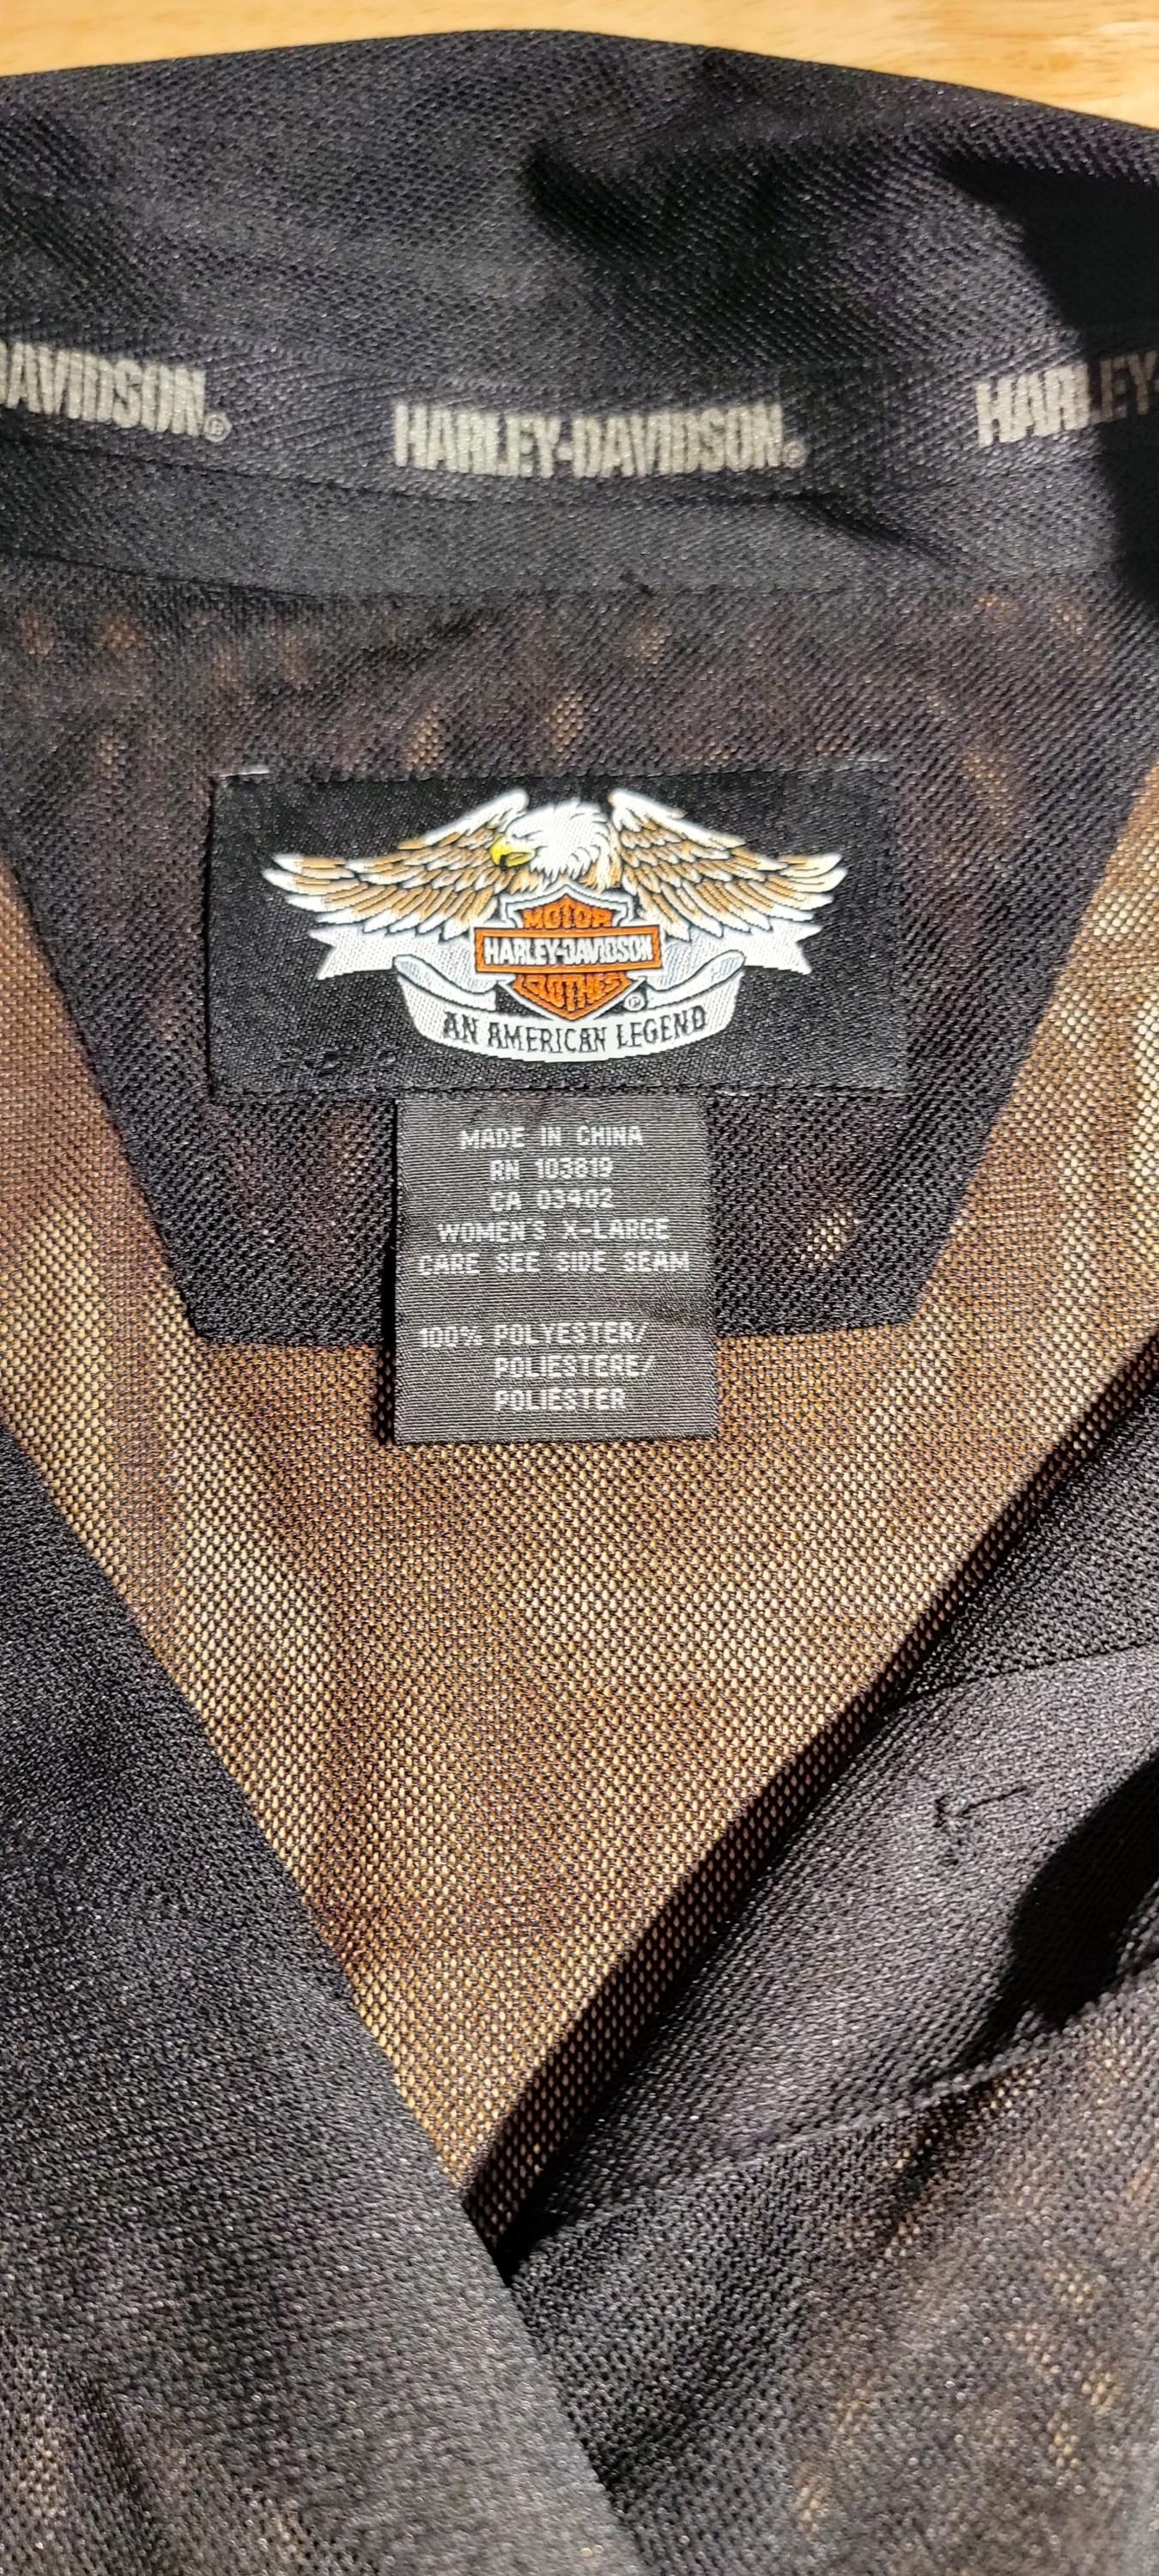 DAVIDSON®
HARLEY-DAVIDSON®
HARLEY-
MOTOR
HARLEY-DAVIDSON
CLOTHES
®
AN AMERICAN LEGEND
MADE IN CHINA
RN 103819
CA 03402
WOMEN'S X-LARGE
CARE SEE SIDE SEAM
100% POLYESTER/
POLIESTERE/
POLIESTER